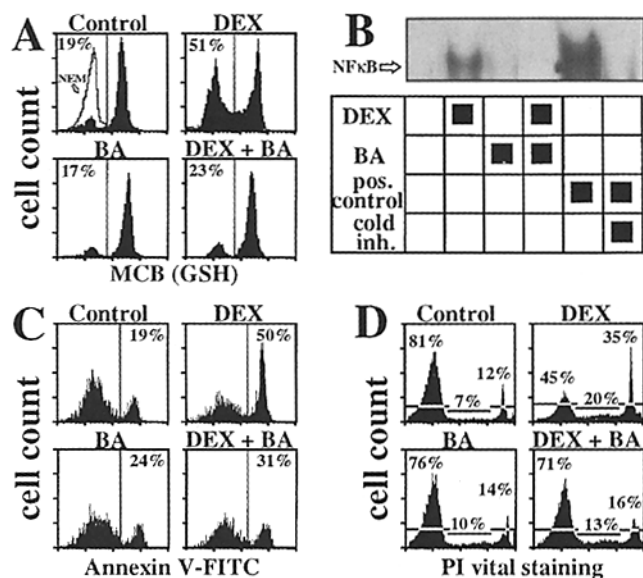 A
Control
DEX
19%
NEM
51%
BA
DEX + BA
17%
23%
cell count
MCB (GSH)
B
NFκB
DEX
BA
pos.
control
cold
inh.
C
Control
DEX
19%
50%
BA
DEX + BA
24%
31%
cell count
Annexin V-FITC
D
Control
DEX
81%
7%
12%
45%
20%
35%
BA
DEX + BA
76%
10%
14%
71%
13%
16%
cell count
PI vital staining